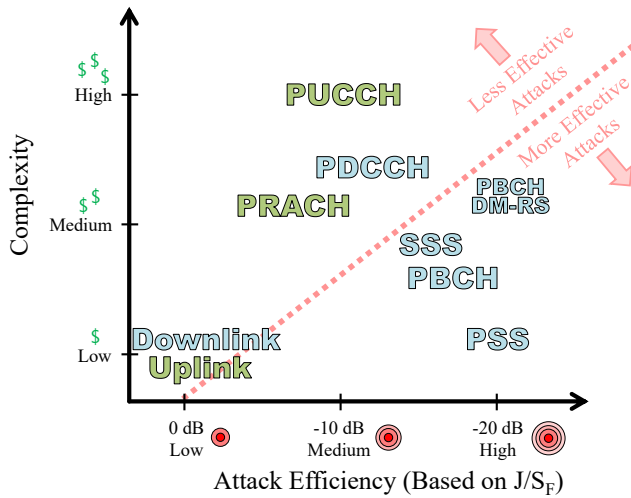 $ $ $
High
PUCCH
Less Effective
Attacks
More Effective
Attacks
PDCCH
PBCH
DM-RS
$ $
Medium
PRACH
SSS
PBCH
Complexity
$
Low
Downlink
Uplink
PSS
0 dB
Low
-10 dB
Medium
-20 dB
High
Attack Efficiency (Based on J/S_F)